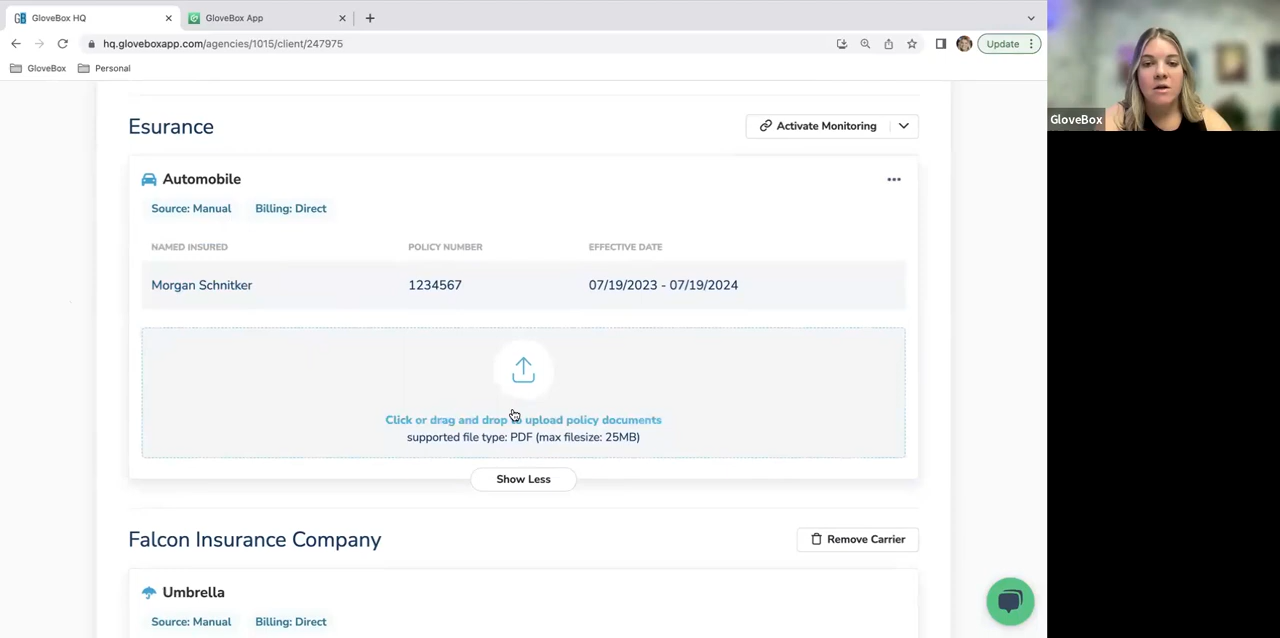 GloveBox HQ
GloveBox App
hq.gloveboxapp.com/agencies/1015/client/247975
Update
GloveBox
Personal
GloveBox
Esurance
Activate Monitoring
Automobile
Source: Manual
Billing: Direct
NAMED INSURED
POLICY NUMBER
EFFECTIVE DATE
Morgan Schnitker
1234567
07/19/2023 - 07/19/2024
Click or drag and drop to upload policy documents
supported file type: PDF (max filesize: 25MB)
Show Less
Falcon Insurance Company
Remove Carrier
Umbrella
Source: Manual
Billing: Direct